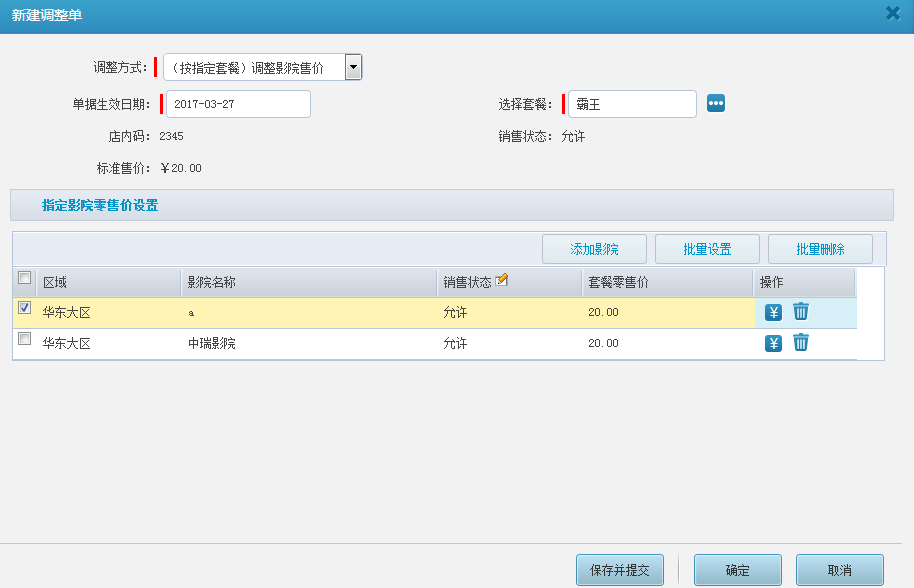 新建调整单
调整方式： （按指定套餐）调整影院售价
单据生效日期： 2017-03-27 选择套餐： 霸王
店内码： 2345 销售状态： 允许
标准售价： ￥20.00
指定影院零售价设置
添加影院 批量设置 批量删除
区域 影院名称 销售状态 套餐零售价 操作
华东大区 a 允许 20.00 ¥
华东大区 中瑞影院 允许 20.00 ¥
保存并提交 确定 取消